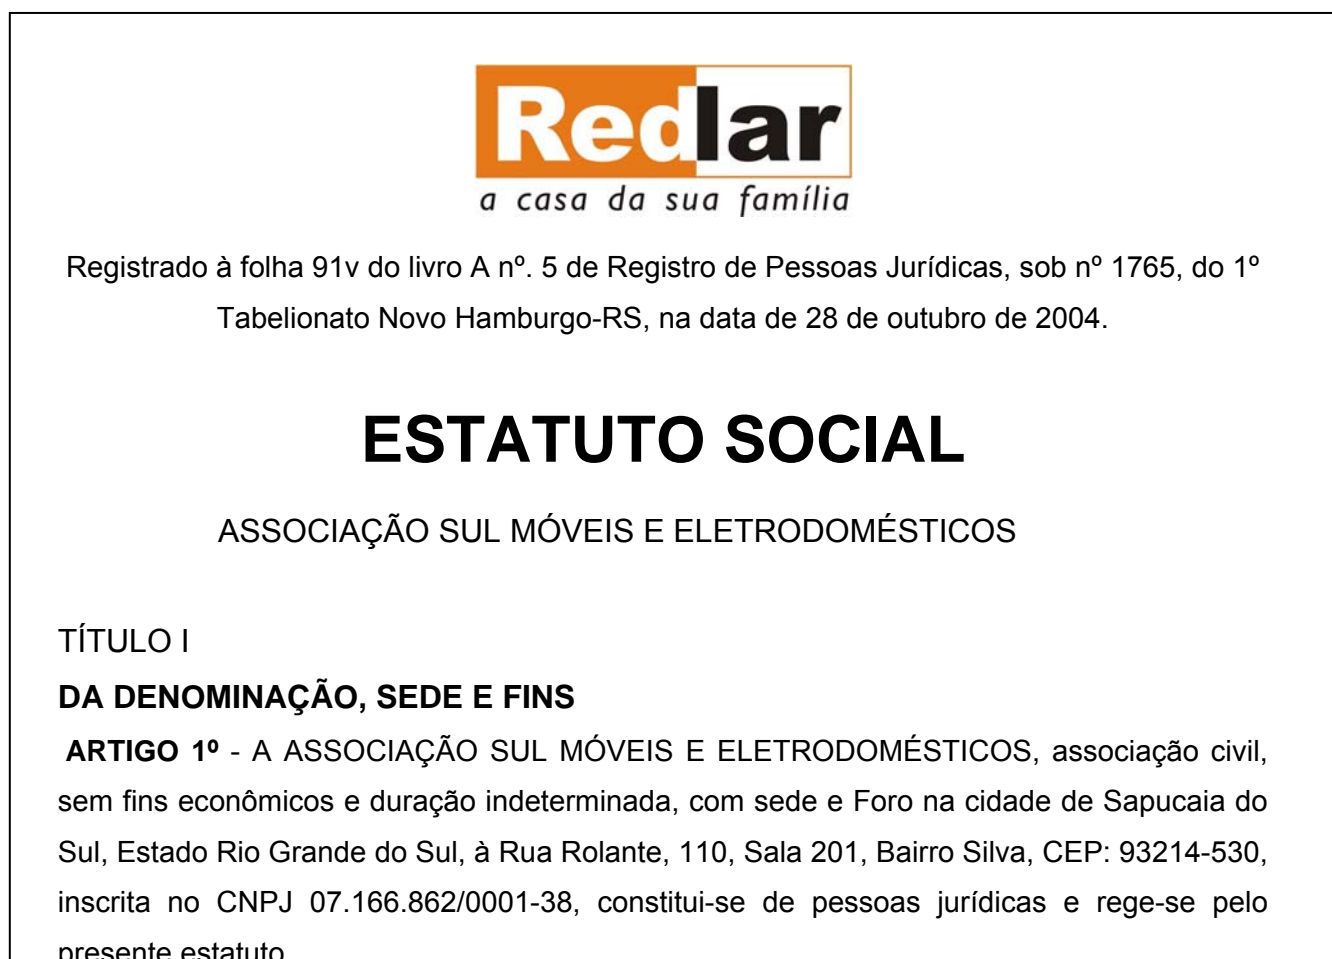 Redlar
a casa da sua família
Registrado à folha 91v do livro A nº. 5 de Registro de Pessoas Jurídicas, sob nº 1765, do 1º
Tabelionato Novo Hamburgo-RS, na data de 28 de outubro de 2004.
ESTATUTO SOCIAL
ASSOCIAÇÃO SUL MÓVEIS E ELETRODOMÉSTICOS
TÍTULO I
DA DENOMINAÇÃO, SEDE E FINS
ARTIGO 1º - A ASSOCIAÇÃO SUL MÓVEIS E ELETRODOMÉSTICOS, associação civil,
sem fins econômicos e duração indeterminada, com sede e Foro na cidade de Sapucaia do
Sul, Estado Rio Grande do Sul, à Rua Rolante, 110, Sala 201, Bairro Silva, CEP: 93214-530,
inscrita no CNPJ 07.166.862/0001-38, constitui-se de pessoas jurídicas e rege-se pelo
presente estatuto.